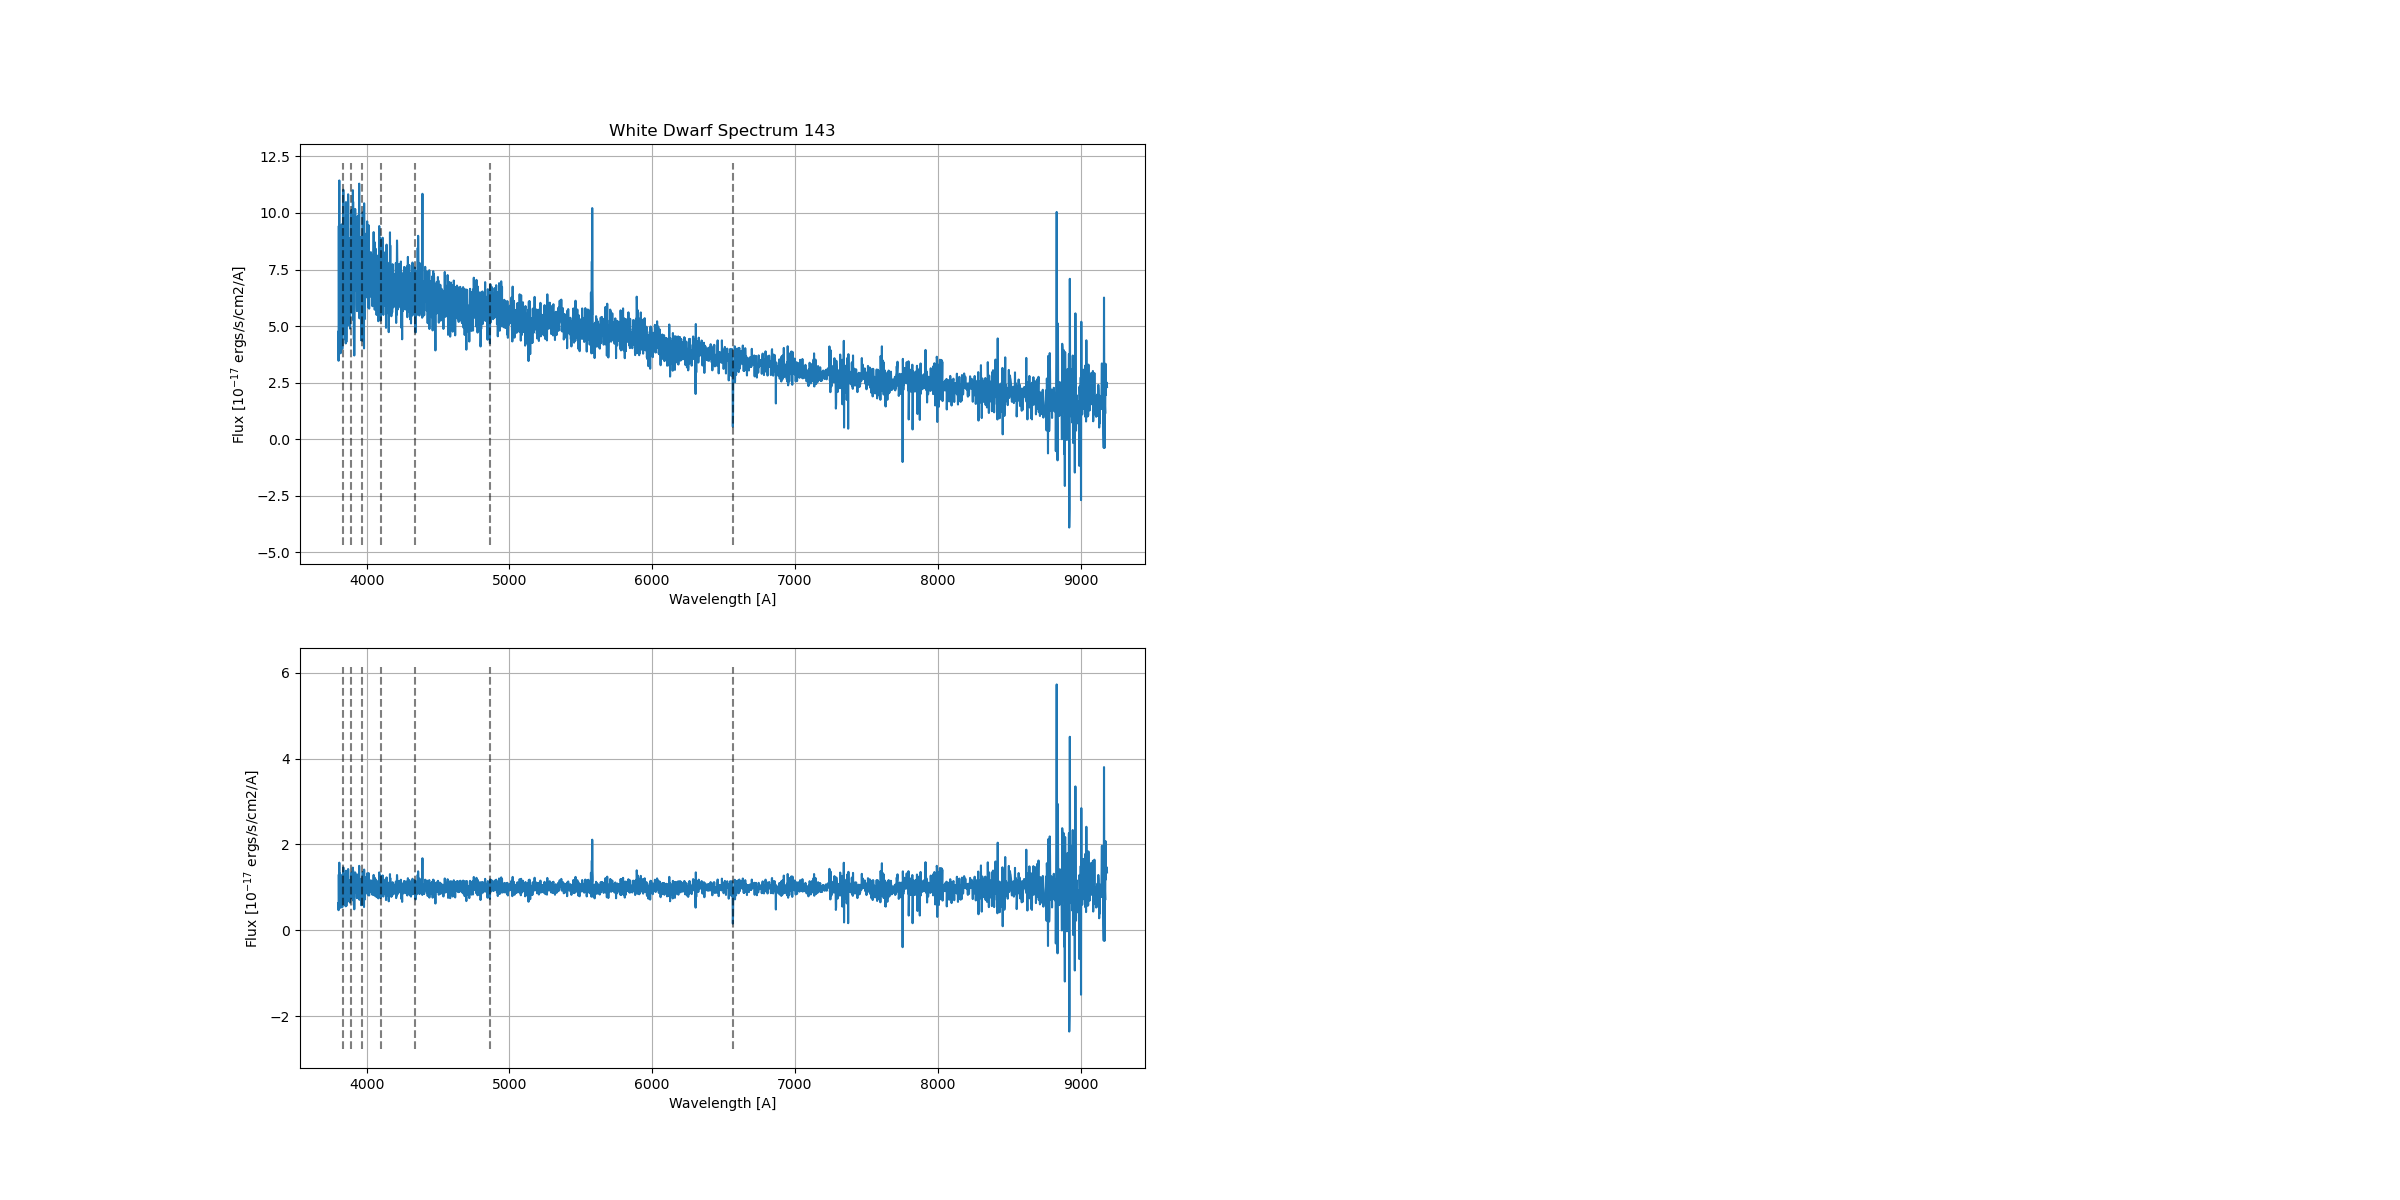 White Dwarf Spectrum 143
12.5
10.0
7.5
5.0
2.5
0.0
−2.5
−5.0
Flux [10⁻¹⁷ ergs/s/cm2/A]
4000 5000 6000 7000 8000 9000
Wavelength [A]
6
4
2
0
−2
Flux [10⁻¹⁷ ergs/s/cm2/A]
4000 5000 6000 7000 8000 9000
Wavelength [A]